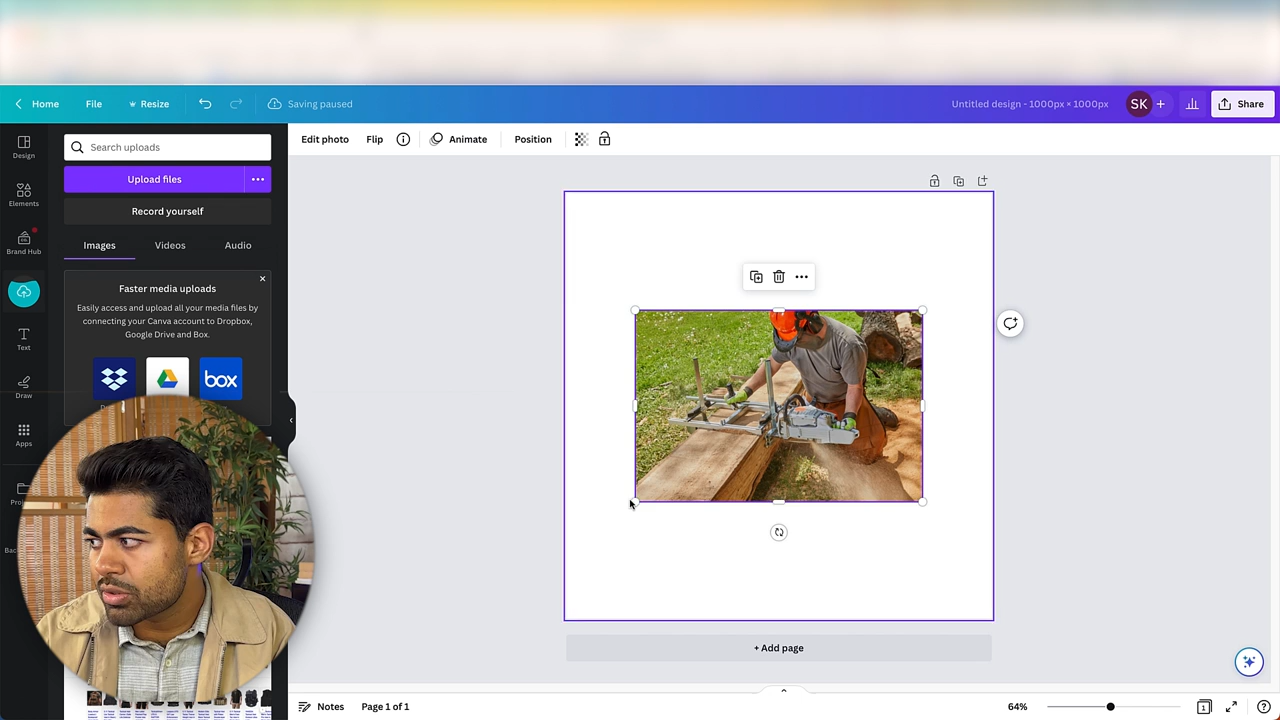 Home
File
Resize
Saving paused
Untitled design - 1000px × 1000px
SK
+
Share
Design
Elements
Brand Hub
Text
Draw
Apps
Search uploads
Upload files
Record yourself
Images
Videos
Audio
Faster media uploads
Easily access and upload all your media files by
connecting your Canva account to Dropbox,
Google Drive and Box.
box
Edit photo
Flip
Animate
Position
+ Add page
Notes
Page 1 of 1
64%
1